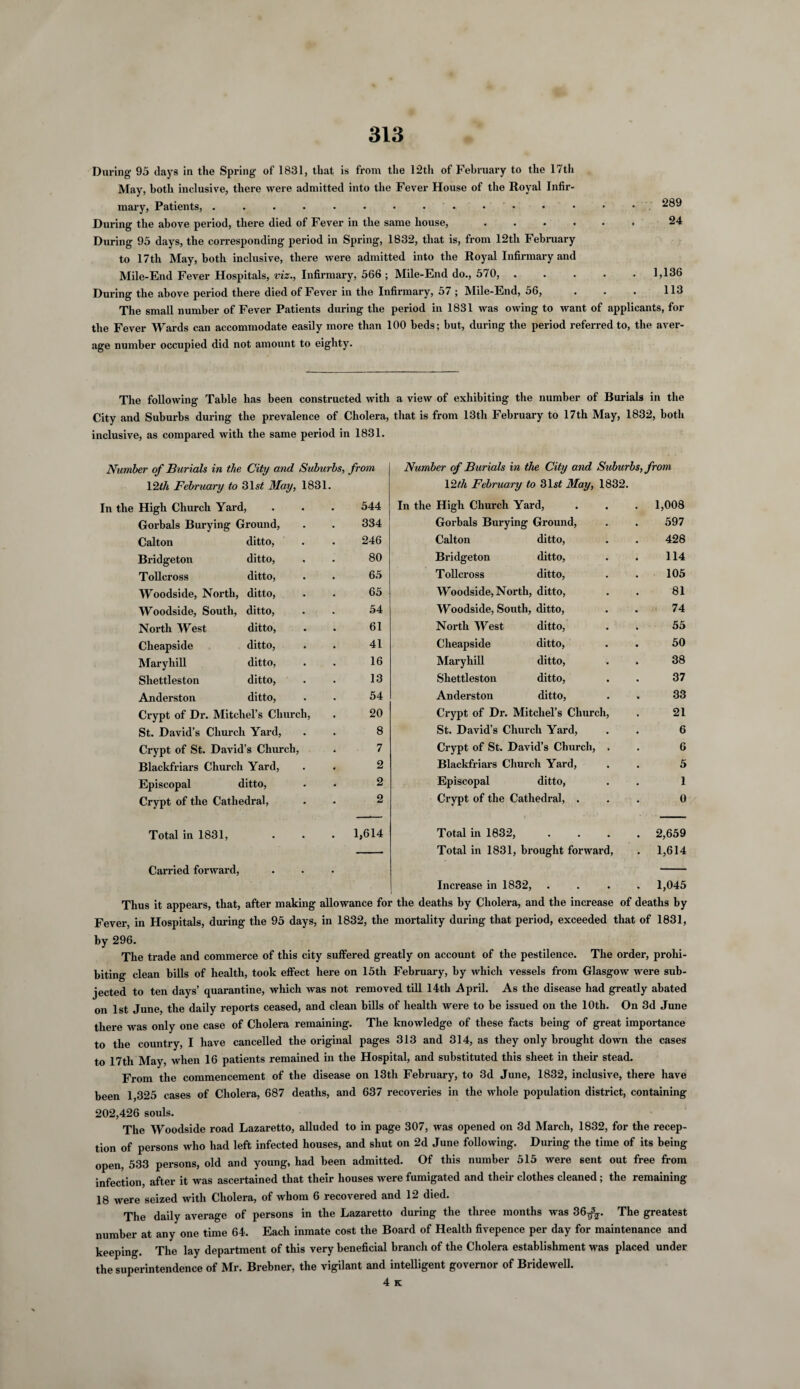 313
During 95 days in the Spring of 1831, that is from the 12th of February to the 17th
May, both inclusive, there were admitted into the Fever House of the Royal Infir-
mary, Patients, . . . . . . . . . . . . . . . 289
During the above period, there died of Fever in the same house, . . . . . . 24
During 95 days, the corresponding period in Spring, 1832, that is, from 12th February
to 17th May, both inclusive, there were admitted into the Royal Infirmary and
Mile-End Fever Hospitals, viz., Infirmary, 566 ; Mile-End do., 570, . . . . . 1,136
During the above period there died of Fever in the Infirmary, 57 ; Mile-End, 56, . . . 113
The small number of Fever Patients during the period in 1831 was owing to want of applicants, for
the Fever Wards can accommodate easily more than 100 beds; but, during the period referred to, the aver-
age number occupied did not amount to eighty.
The following Table has been constructed with a view of exhibiting the number of Burials in the
City and Suburbs during the prevalence of Cholera, that is from 13th February to 17th May, 1832, both
inclusive, as compared with the same period in 1831.
Number of Burials in the City and Suburbs, from
12th February to 31st May, 1831.
In the High Church Yard, . . . 544
Gorbals Burying Ground, . . 334
Calton ditto, . . 246
Bridgeton ditto, . . 80
Tollcross ditto, . . 65
Woodside, North, ditto, . . 65
Woodside, South, ditto, . . 54
North West ditto, . . 61
Cheapside ditto, . . 41
Maryhill ditto, . . 16
Shettleston ditto, . . 13
Anderston ditto, . . 54
Crypt of Dr. Mitchel's Church, . 20
St. David's Church Yard, . . 8
Crypt of St. David's Church, . 7
Blackfriars Church Yard, . . 2
Episcopal ditto, . . 2
Crypt of the Cathedral, . . 2
Total in 1831, . . . 1,614
Carried forward, . . .
Number of Burials in the City and Suburbs, from
12th February to 31st May, 1832.
In the High Church Yard, . . . 1,008
Gorbals Burying Ground, . . 597
Calton ditto, . . 428
Bridgeton ditto, . . 114
Tollcross ditto, . . 105
Woodside, North, ditto, . . 81
Woodside, South, ditto, . . 74
North West ditto, . . 55
Cheapside ditto, . . 50
Maryhill ditto, . . 38
Shettleston ditto, . . 37
Anderston ditto, . . 33
Crypt of Dr. Mitchel's Church, . 21
St. David's Church Yard, . . 6
Crypt of St. David's Church, . . 6
Blackfriars Church Yard, . . 5
Episcopal ditto, . . 1
Crypt of the Cathedral, . . . 0
Total in 1832, . . . . 2,659
Total in 1831, brought forward, . 1,614
Increase in 1832, . . . . 1,045
Thus it appears, that, after making allowance for the deaths by Cholera, and the increase of deaths by
Fever, in Hospitals, during the 95 days, in 1832, the mortality during that period, exceeded that of 1831,
by 296.
The trade and commerce of this city suffered greatly on account of the pestilence. The order, prohi-
biting clean bills of health, took effect here on 15th February, by which vessels from Glasgow were sub-
jected to ten days' quarantine, which was not removed till 14th April. As the disease had greatly abated
on 1st June, the daily reports ceased, and clean bills of health were to be issued on the 10th. On 3d June
there was only one case of Cholera remaining. The knowledge of these facts being of great importance
to the country, I have cancelled the original pages 313 and 314, as they only brought down the cases
to 17th May, when 16 patients remained in the Hospital, and substituted this sheet in their stead.
From the commencement of the disease on 13th February, to 3d June, 1832, inclusive, there have
been 1,325 cases of Cholera, 687 deaths, and 637 recoveries in the whole population district, containing
202,426 souls.
The Woodside road Lazaretto, alluded to in page 307, was opened on 3d March, 1832, for the recep-
tion of persons who had left infected houses, and shut on 2d June following. During the time of its being
open, 533 persons, old and young, had been admitted. Of this number 515 were sent out free from
infection, after it was ascertained that their houses were fumigated and their clothes cleaned ; the remaining
18 were seized with Cholera, of whom 6 recovered and 12 died.
The daily average of persons in the Lazaretto during the three months was 36 The greatest
number at any one time 64. Each inmate cost the Board of Health fivepence per day for maintenance and
keeping. The lay department of this very beneficial branch of the Cholera establishment was placed under
the superintendence of Mr. Brebner, the vigilant and intelligent governor of Bridewell.
4 K